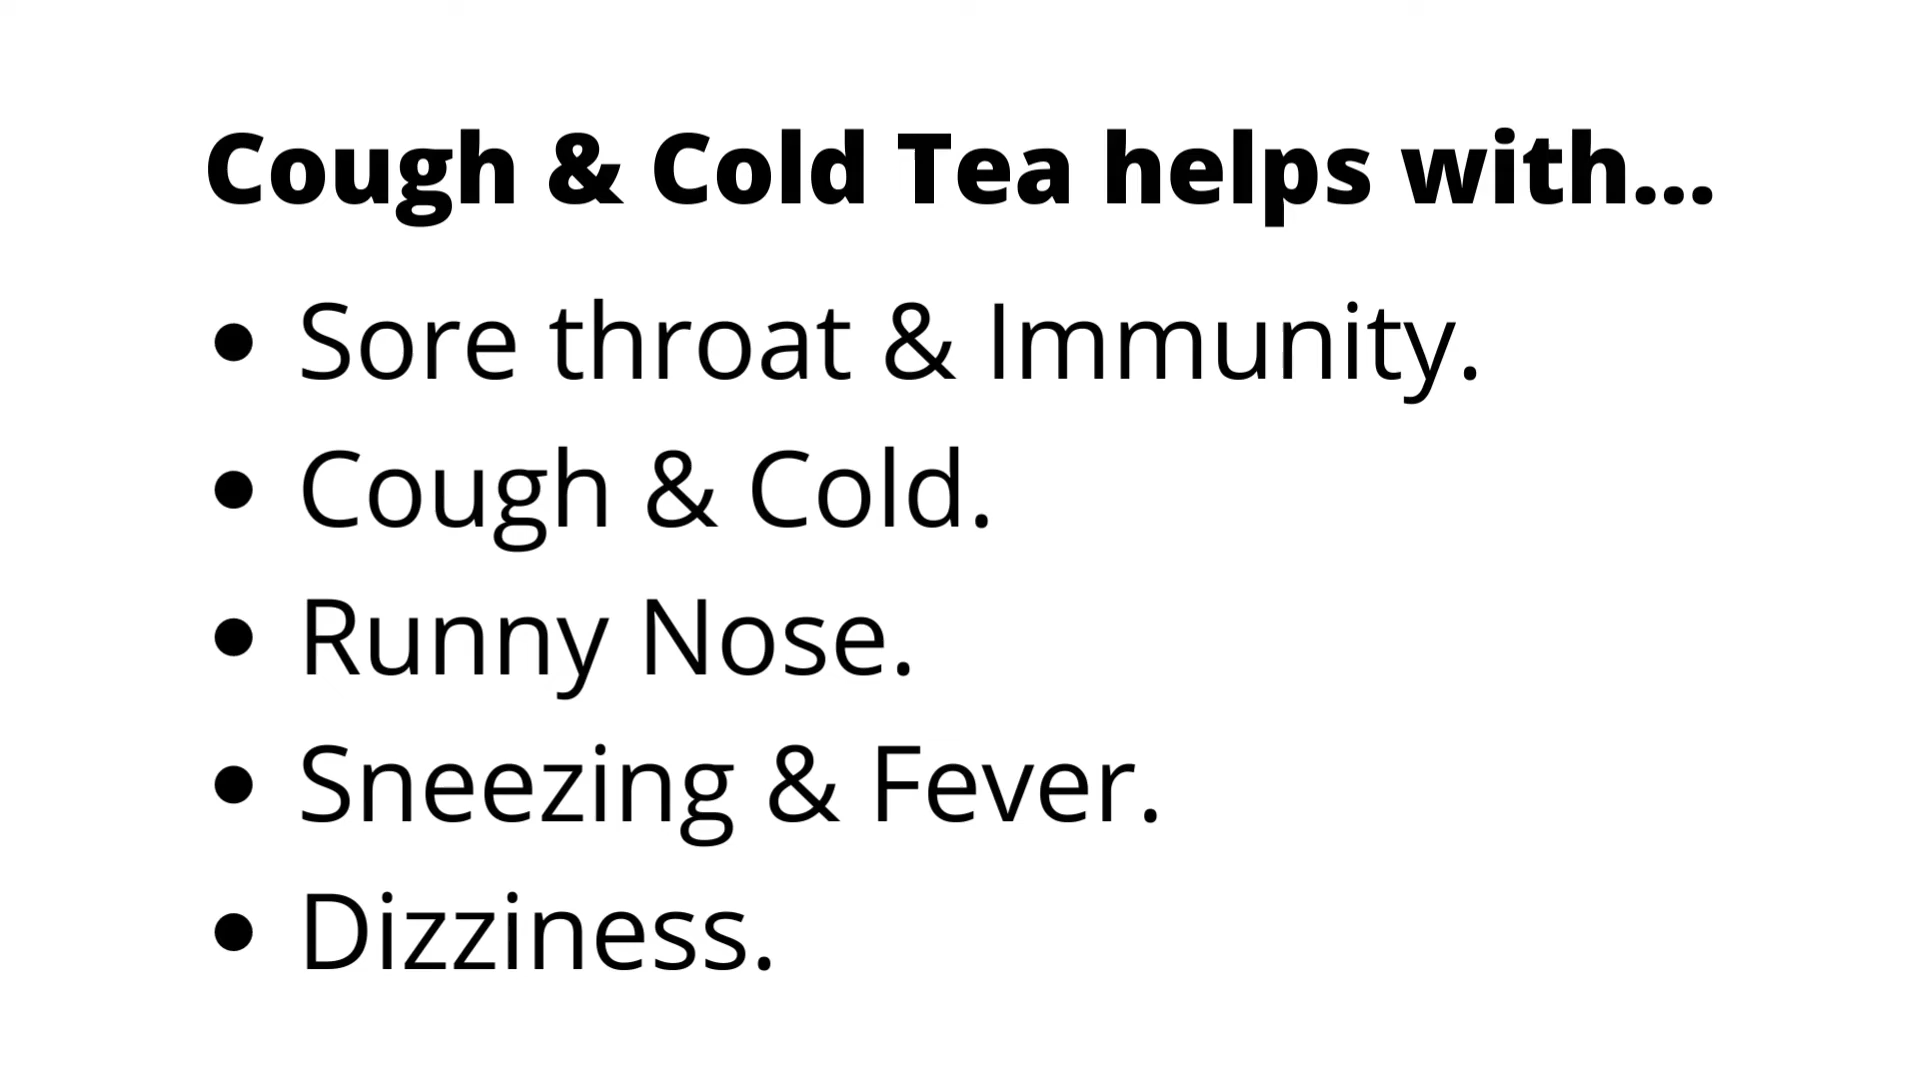 Cough & Cold Tea helps with...
• Sore throat & Immunity.
• Cough & Cold.
• Runny Nose.
• Sneezing & Fever.
• Dizziness.